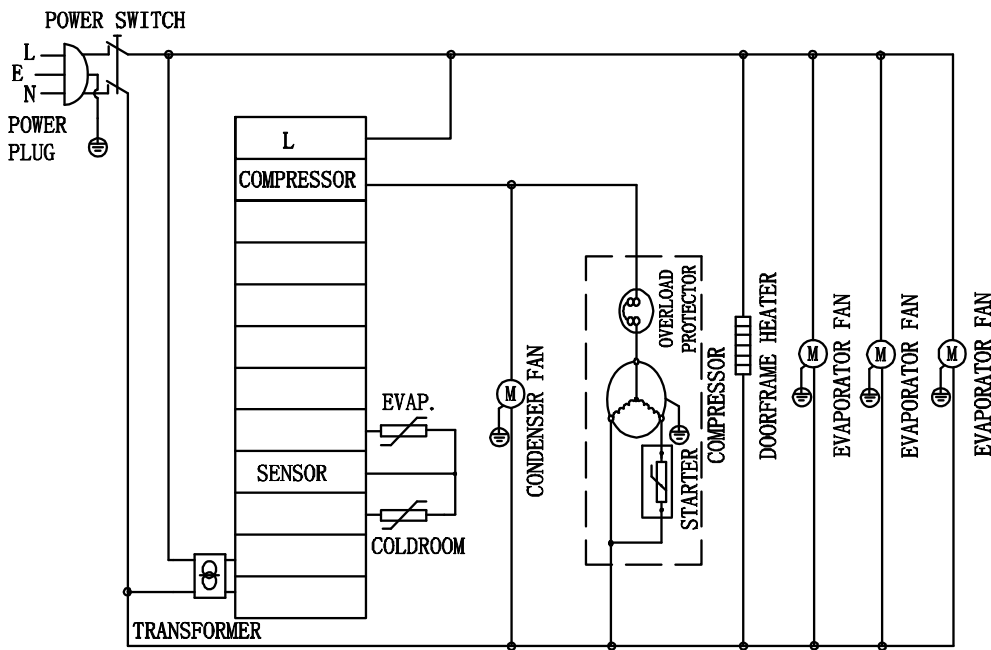 POWER SWITCH
L
E
N
POWER
PLUG
L
COMPRESSOR
EVAP.
SENSOR
COLDROOM
TRANSFORMER
M
CONDENSER FAN
OVERLOAD
PROTECTOR
COMPRESSOR
STARTER
DOORFRAME HEATER
M
EVAPORATOR FAN
M
EVAPORATOR FAN
M
EVAPORATOR FAN